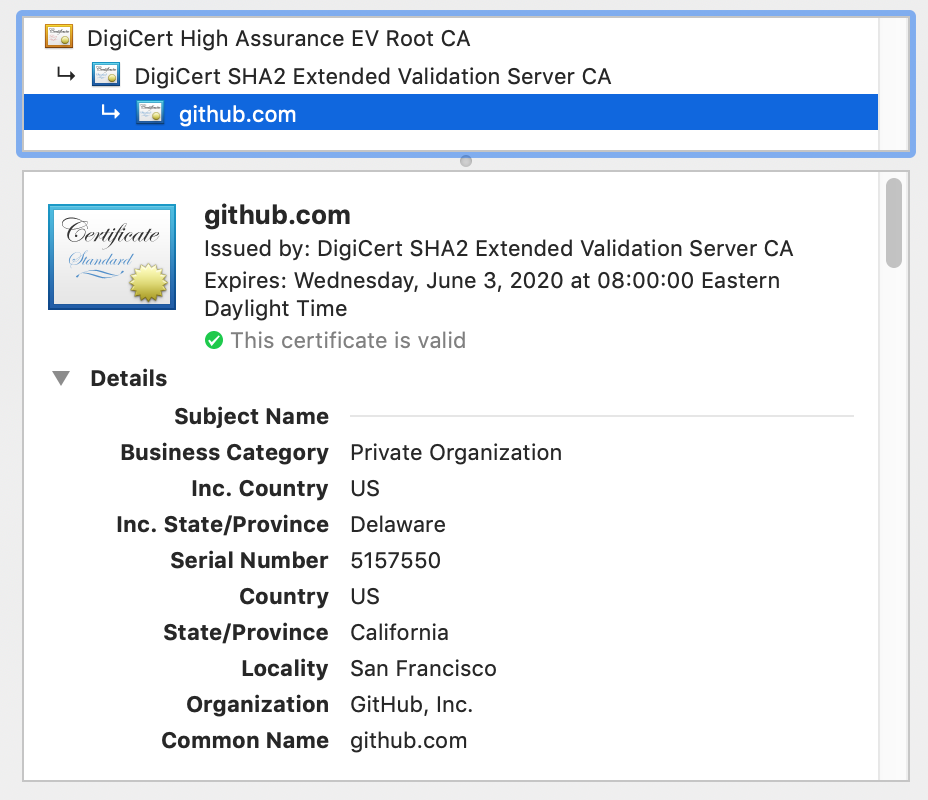 DigiCert High Assurance EV Root CA
DigiCert SHA2 Extended Validation Server CA
github.com
Certificate
Standard
github.com
Issued by: DigiCert SHA2 Extended Validation Server CA
Expires: Wednesday, June 3, 2020 at 08:00:00 Eastern
Daylight Time
This certificate is valid
Details
Subject Name
Business Category Private Organization
Inc. Country US
Inc. State/Province Delaware
Serial Number 5157550
Country US
State/Province California
Locality San Francisco
Organization GitHub, Inc.
Common Name github.com